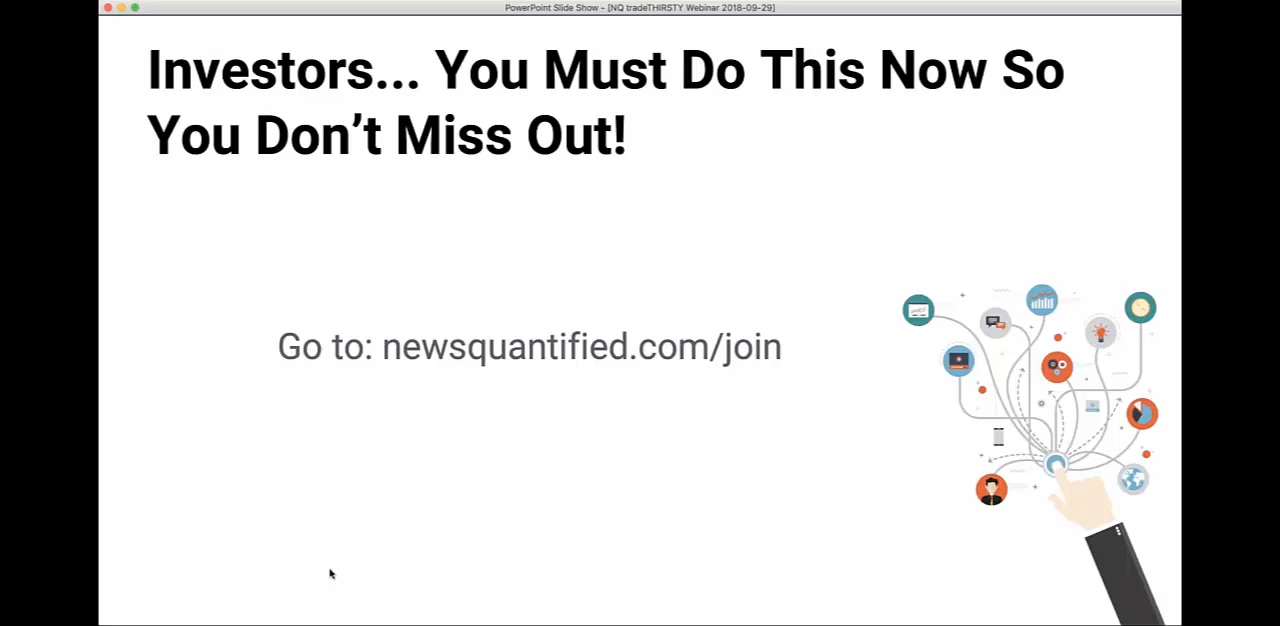 PowerPoint Slide Show - [NQ tradeTHIRSTY Webinar 2018-09-29]
Investors... You Must Do This Now So
You Don’t Miss Out!
Go to: newsquantified.com/join